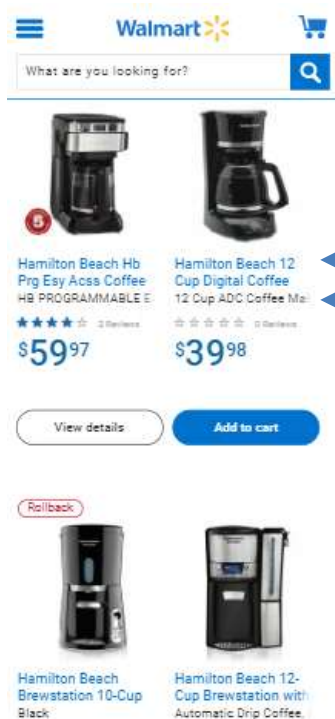 Walmart
What are you looking for?
Hamilton Beach Hb
Prg Esy Acss Coffee
HB PROGRAMMABLE E
2 Reviews
$59 97
Hamilton Beach 12
Cup Digital Coffee
12 Cup ADC Coffee Ma
0 Reviews
$39 98
View details
Add to cart
Rollback
Hamilton Beach
Brewstation 10-Cup
Black
Hamilton Beach 12-
Cup Brewstation with
Automatic Drip Coffee,